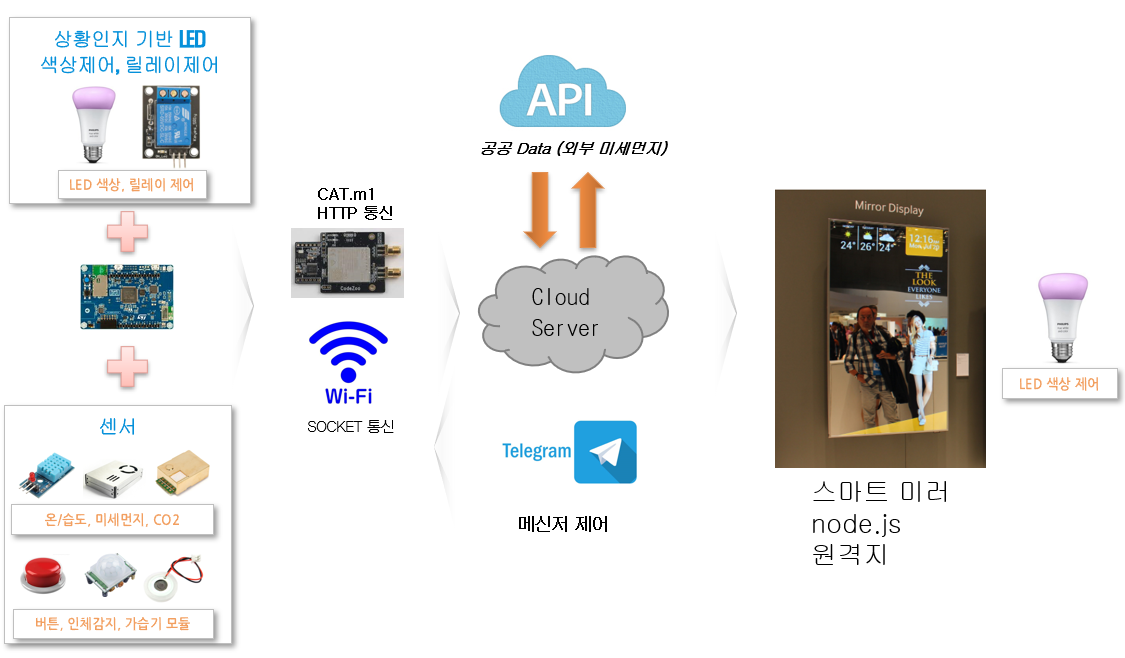 상황인지 기반 LED
색상제어, 릴레이제어
LED 색상, 릴레이 제어
센서
온/습도, 미세먼지, CO2
버튼, 인체감지, 가습기 모듈
CAT.m1
HTTP 통신
CodeZoo
Wi-Fi
SOCKET 통신
API
공공 Data (외부 미세먼지)
Cloud
Server
Telegram
메신저 제어
Mirror Display
24° 26° 24°
12:16
THE
LOOK
EVERYONE
LIKES
스마트 미러
node.js
원격지
PHILIPS
LED 색상 제어